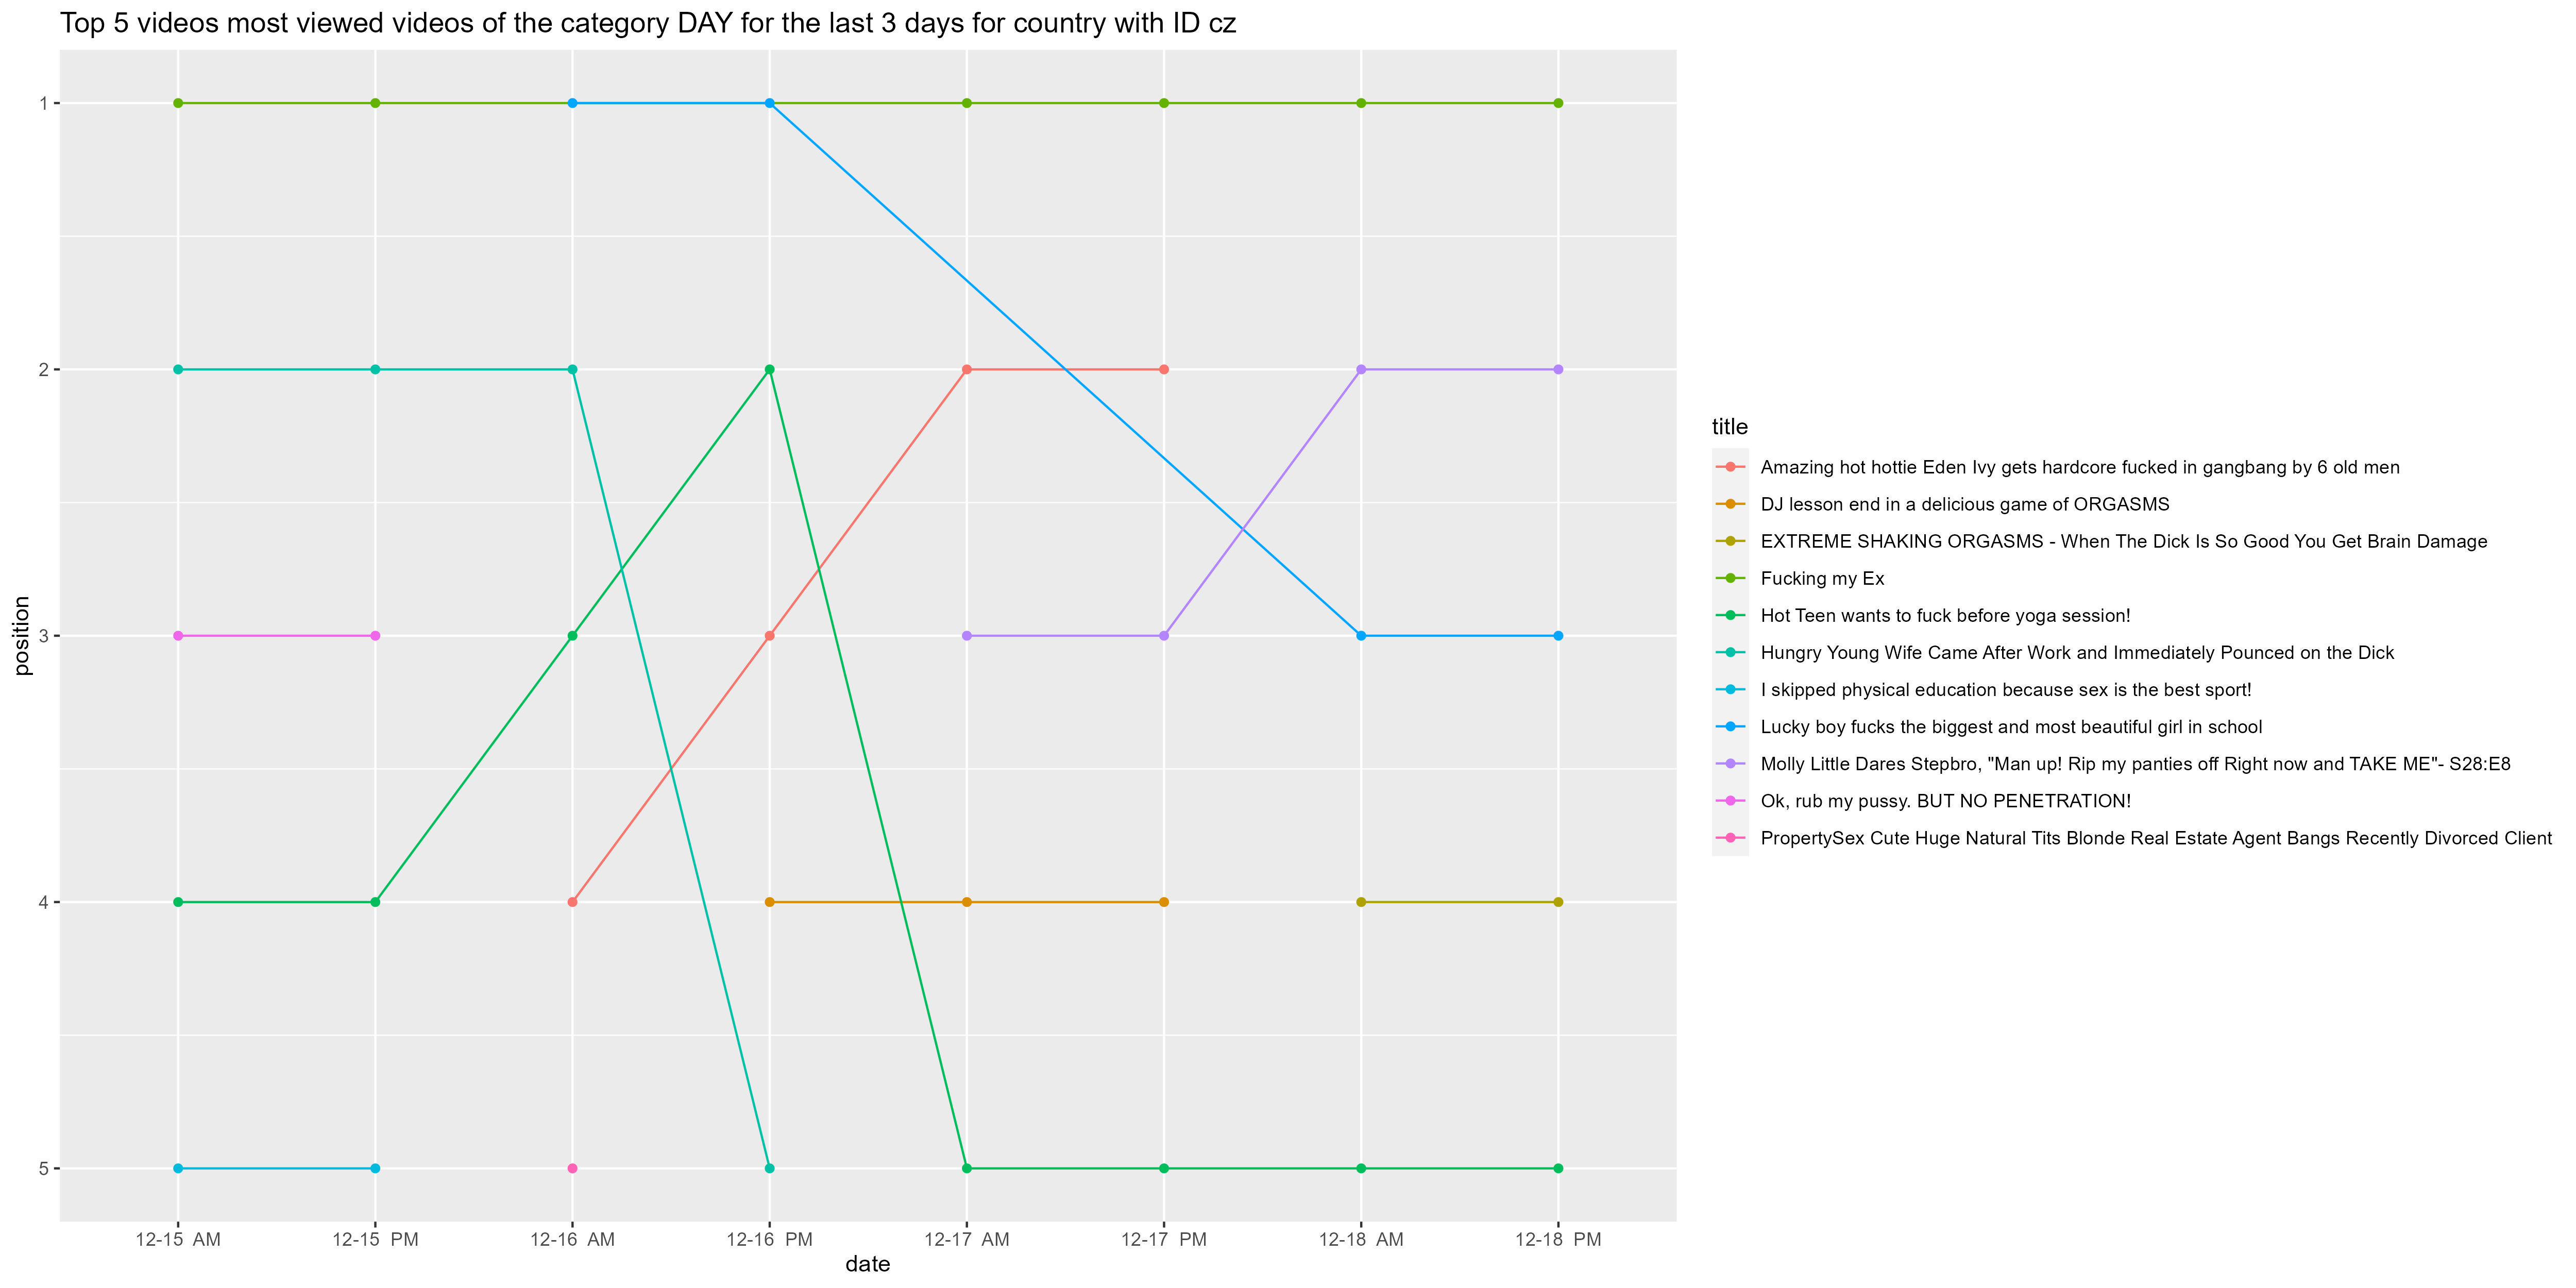 Top 5 videos most viewed videos of the category DAY for the last 3 days for country with ID cz
1
2
3
4
5
position
12-15 AM
12-15 PM
12-16 AM
12-16 PM
12-17 AM
12-17 PM
12-18 AM
12-18 PM
date
title
Amazing hot hottie Eden Ivy gets hardcore fucked in gangbang by 6 old men
DJ lesson end in a delicious game of ORGASMS
EXTREME SHAKING ORGASMS - When The Dick Is So Good You Get Brain Damage
Fucking my Ex
Hot Teen wants to fuck before yoga session!
Hungry Young Wife Came After Work and Immediately Pounced on the Dick
I skipped physical education because sex is the best sport!
Lucky boy fucks the biggest and most beautiful girl in school
Molly Little Dares Stepbro, "Man up! Rip my panties off Right now and TAKE ME"- S28:E8
Ok, rub my pussy. BUT NO PENETRATION!
PropertySex Cute Huge Natural Tits Blonde Real Estate Agent Bangs Recently Divorced Client